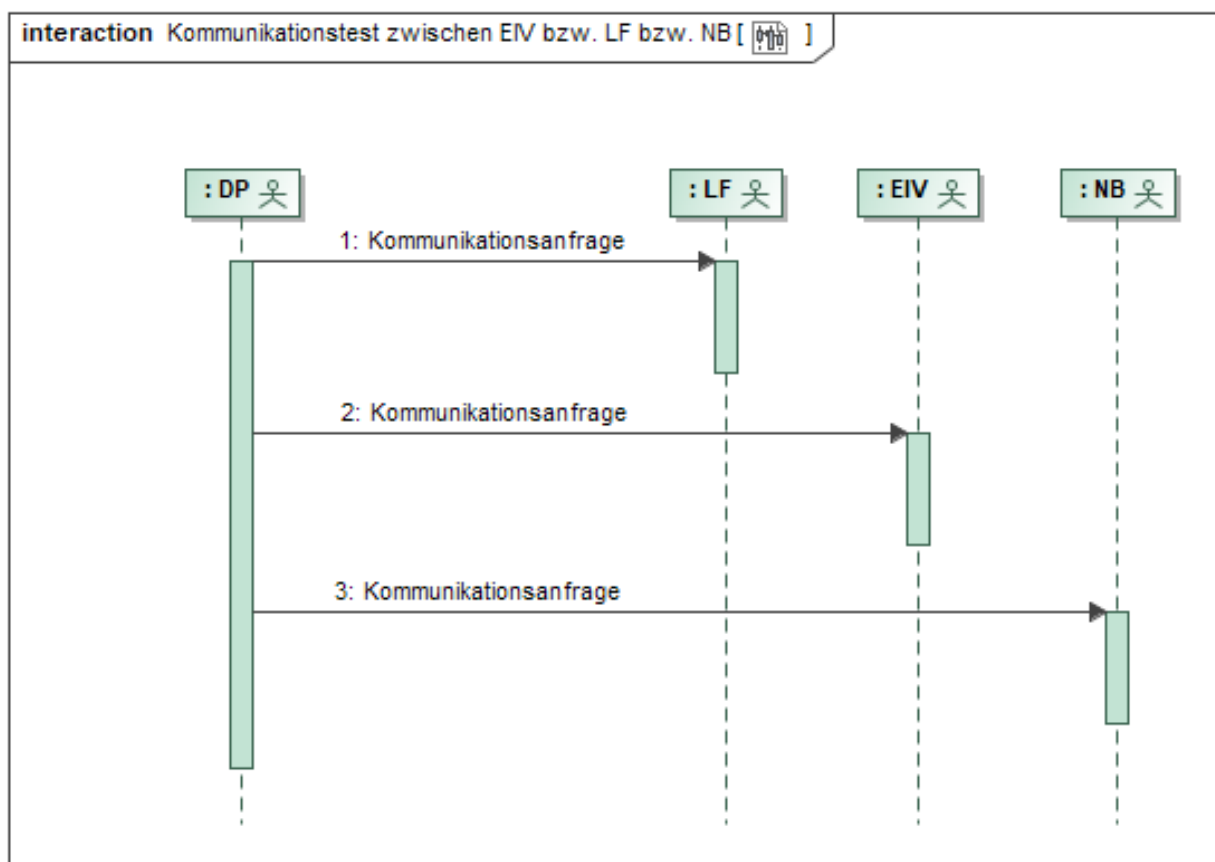 interaction Kommunikationstest zwischen EIV bzw. LF bzw. NB [ ]
: DP : LF : EIV : NB
1: Kommunikationsanfrage
2: Kommunikationsanfrage
3: Kommunikationsanfrage